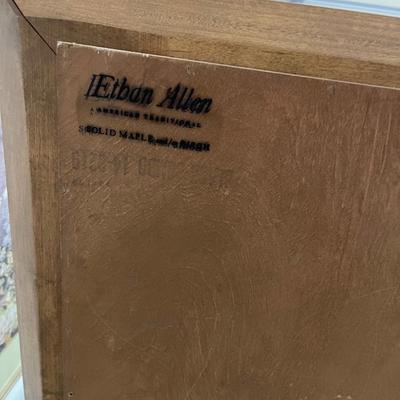 Ethan Allen
AMERICAN TRADITIONAL
SOLID MAPLE and/or BIRCH